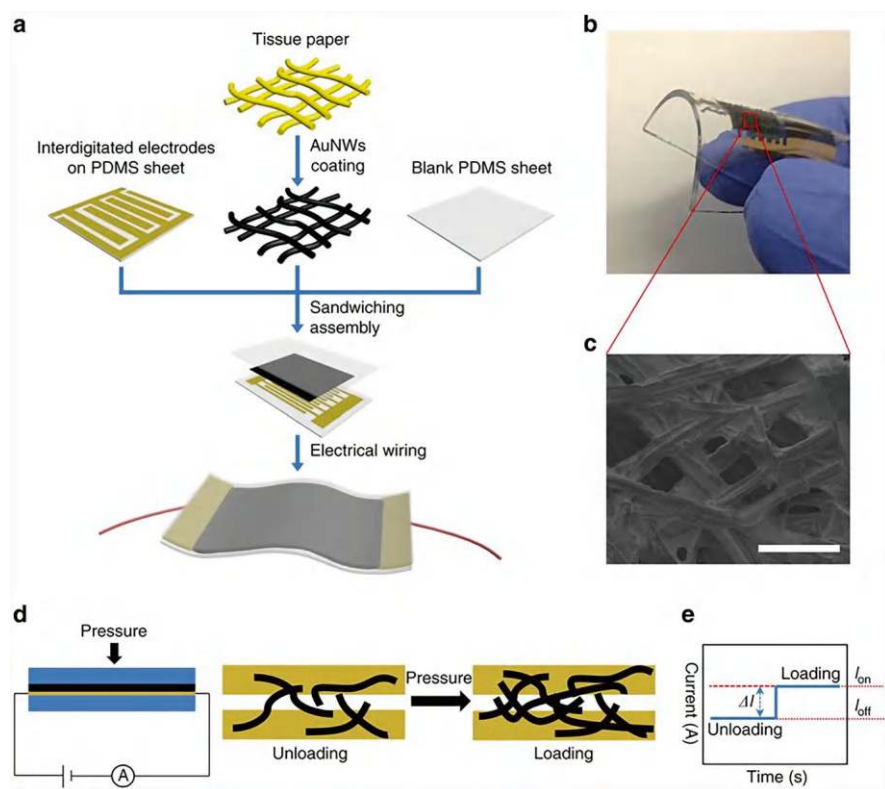 a
Tissue paper
Interdigitated electrodes
on PDMS sheet
AuNWs
coating
Blank PDMS sheet
Sandwiching
assembly
Electrical wiring
b
c
d
Pressure
A
Unloading
Pressure
Loading
e
Current (A)
Loading
Ion
ΔI
Ioff
Unloading
Time (s)